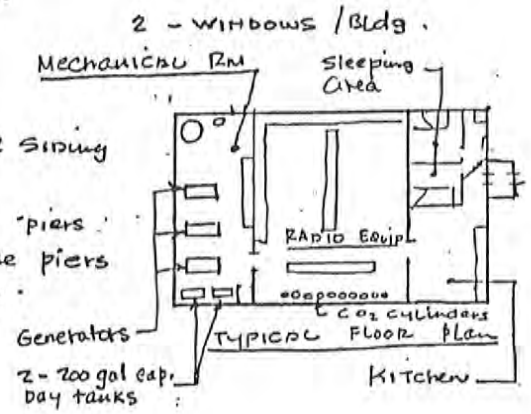 2 - WINDOWS / Bldg.
Mechanical RM
Sleeping
Area
SIDING
piers
piers
RADIO EQUIP
Generators
CO2 Cylinders
TYPICAL FLOOR PLAN
2 - 200 gal cap.
Day tanks
Kitchen